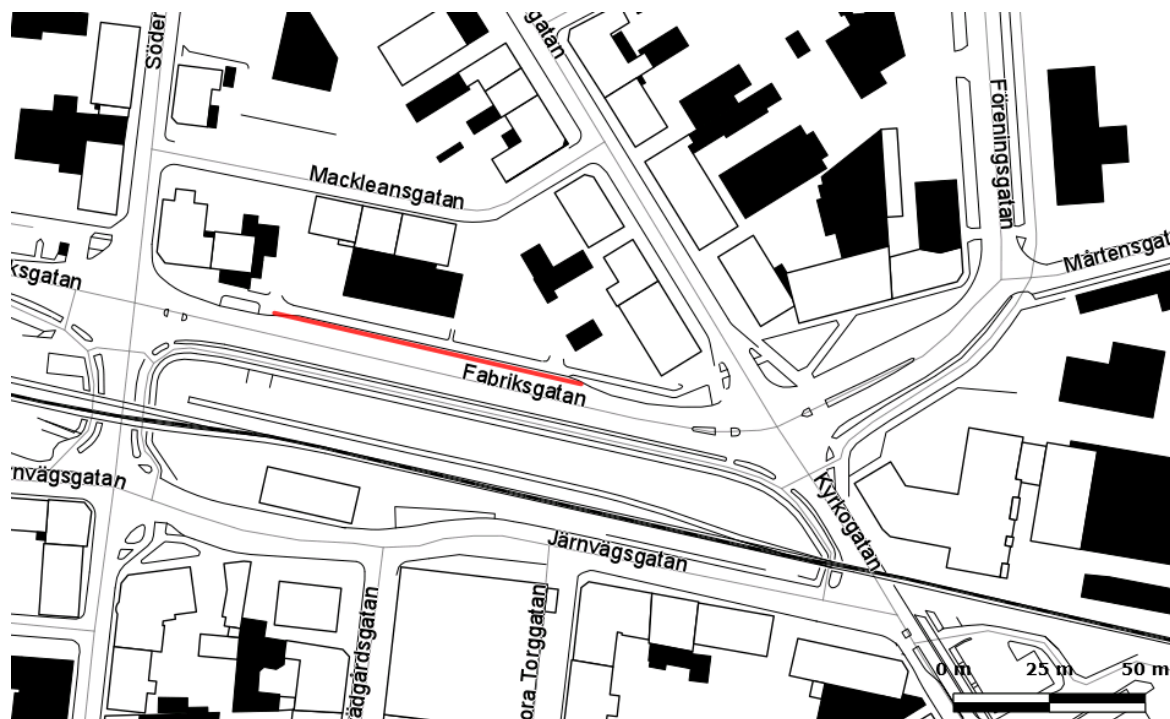 Söder
gatan
Föreningsgatan
Mackleansgatan
Mårtensgat
ksgatan
Fabriksgatan
rnvägsgatan
Kyrkogatan
Järnvägsgatan
ädgårdsgatan
ora Torggatan
0 m 25 m 50 m